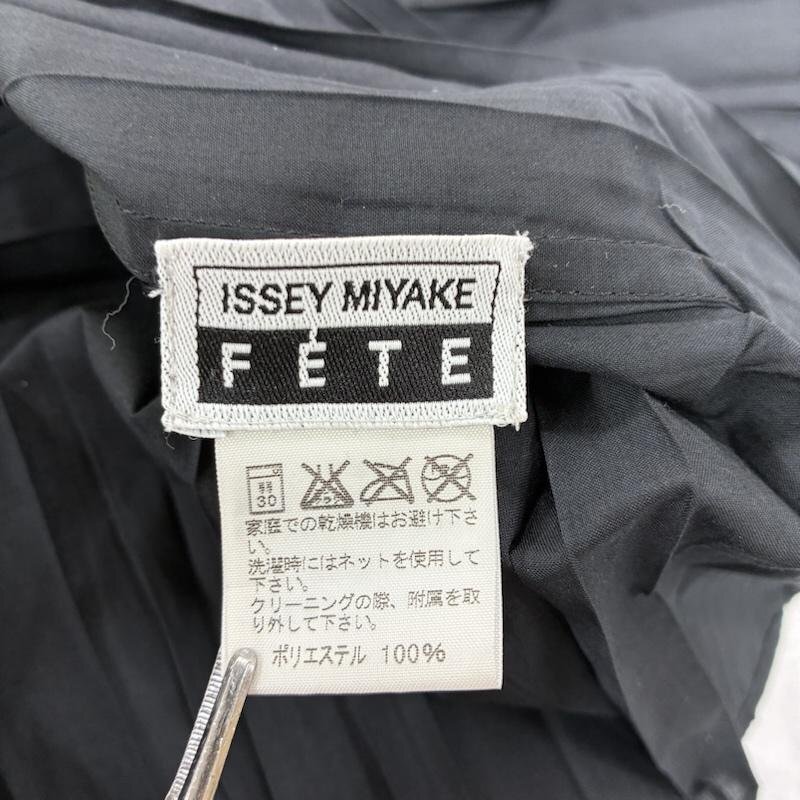 ISSEY MIYAKE
FÊTE
弱
30
家庭での乾燥機はお避け下さ
い。
洗濯時にはネットを使用して
下さい。
クリーニングの際、附属を取
り外して下さい。
ポリエステル 100%